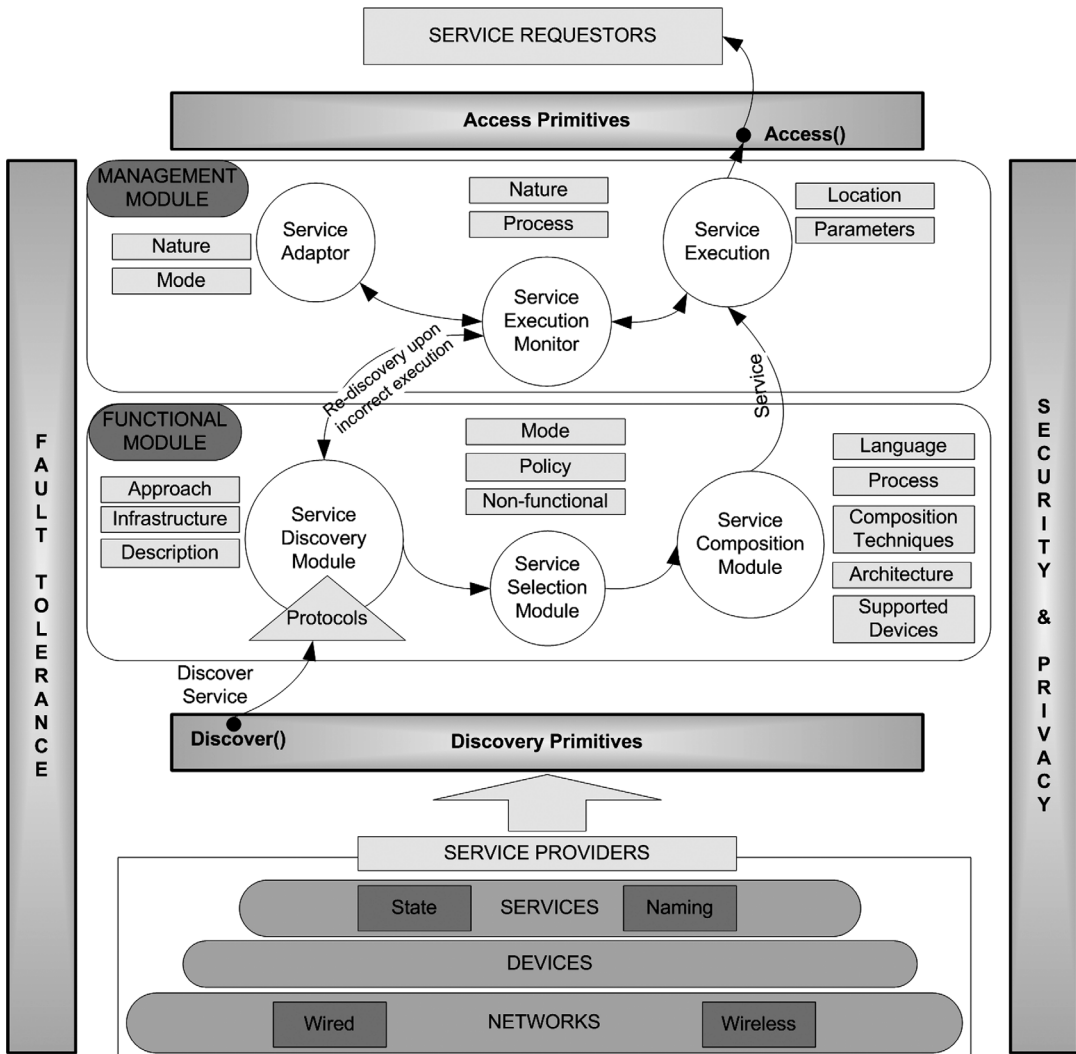 SERVICE REQUESTORS
Access Primitives
Access()
MANAGEMENT
MODULE
Nature
Mode
Service
Adaptor
Nature
Process
Service
Execution
Monitor
Service
Execution
Location
Parameters
Re-discovery upon
incorrect execution
Service
FUNCTIONAL
MODULE
Approach
Infrastructure
Description
Service
Discovery
Module
Protocols
Mode
Policy
Non-functional
Service
Selection
Module
Service
Composition
Module
Language
Process
Composition
Techniques
Architecture
Supported
Devices
Discover
Service
Discover()
Discovery Primitives
SERVICE PROVIDERS
State
SERVICES
Naming
DEVICES
Wired
NETWORKS
Wireless
FAULT TOLERANCE
SECURITY & PRIVACY